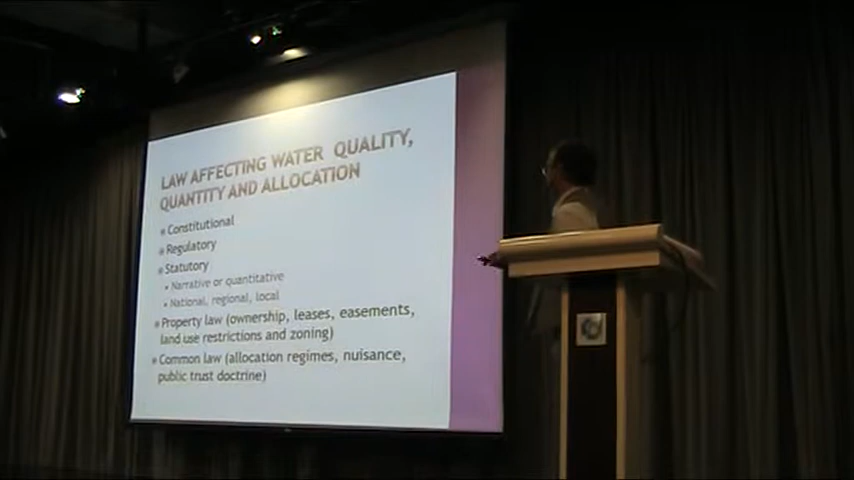 LAW AFFECTING WATER QUALITY,
QUANTITY AND ALLOCATION
Constitutional
Regulatory
Statutory
Narrative or quantitative
National, regional, local
Property law (ownership, leases, easements,
land use restrictions and zoning)
Common law (allocation regimes, nuisance,
public trust doctrine)